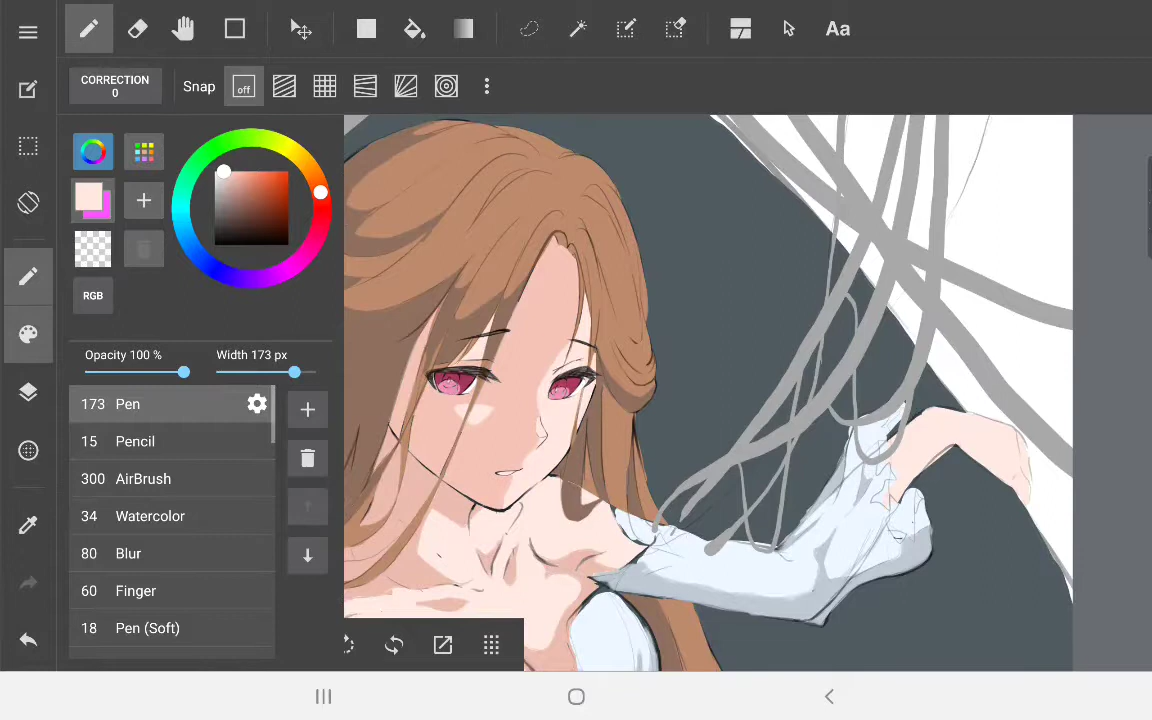 Aa
CORRECTION
0
Snap
off
RGB
Opacity 100 %
Width 173 px
173 Pen
15 Pencil
300 AirBrush
34 Watercolor
80 Blur
60 Finger
18 Pen (Soft)